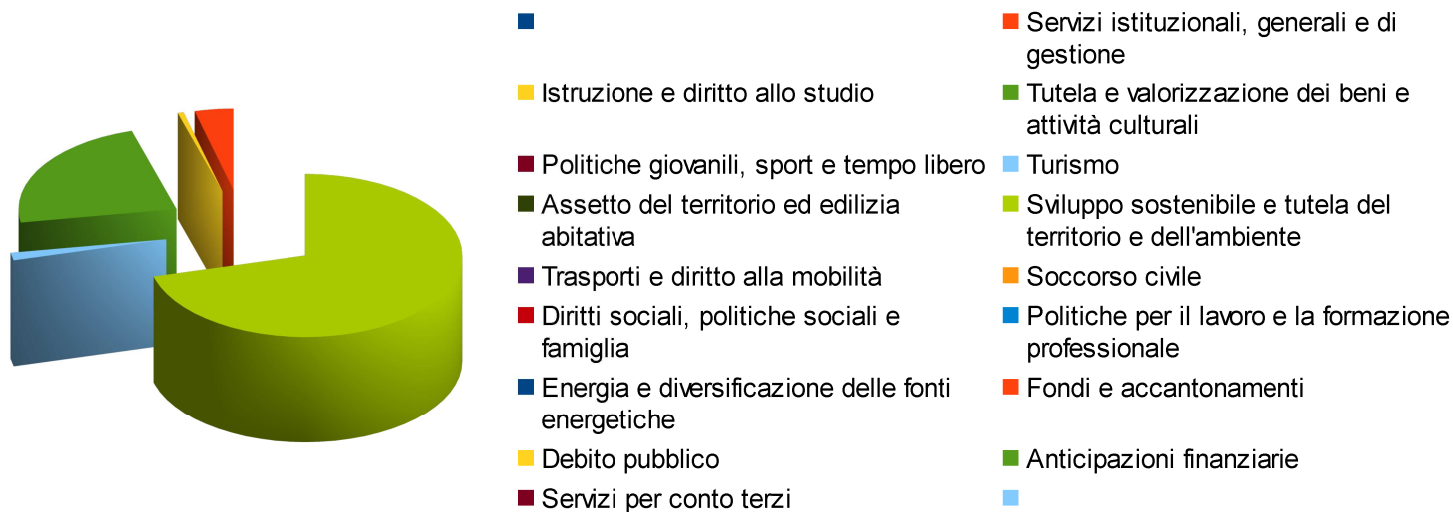 Servizi istituzionali, generali e di
gestione
Istruzione e diritto allo studio
Tutela e valorizzazione dei beni e
attività culturali
Politiche giovanili, sport e tempo libero
Turismo
Assetto del territorio ed edilizia
abitativa
Sviluppo sostenibile e tutela del
territorio e dell'ambiente
Trasporti e diritto alla mobilità
Soccorso civile
Diritti sociali, politiche sociali e
famiglia
Politiche per il lavoro e la formazione
professionale
Energia e diversificazione delle fonti
energetiche
Fondi e accantonamenti
Debito pubblico
Anticipazioni finanziarie
Servizi per conto terzi